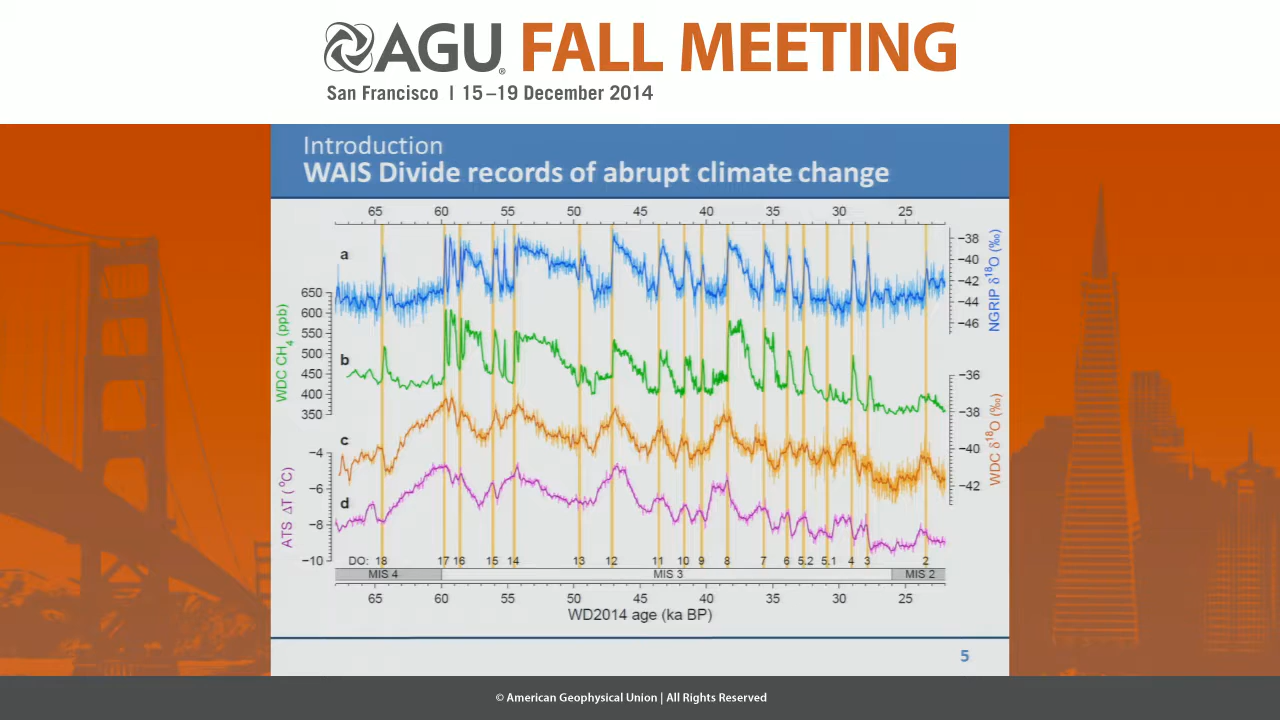 AGU® FALL MEETING
San Francisco | 15–19 December 2014
Introduction
WAIS Divide records of abrupt climate change
65 60 55 50 45 40 35 30 25
a
−38
−40
−42
−44
−46
NGRIP δ¹⁸O (‰)
650
600
550
500
450
400
350
WDC CH₄ (ppb)
b
−36
−38
−40
−42
WDC δ¹⁸O (‰)
c
−4
−6
−8
−10
ATS ΔT (°C)
d
DO: 18 17 16 15 14 13 12 11 10 9 8 7 6 5.2 5.1 4 3 2
MIS 4 MIS 3 MIS 2
65 60 55 50 45 40 35 30 25
WD2014 age (ka BP)
5
© American Geophysical Union | All Rights Reserved